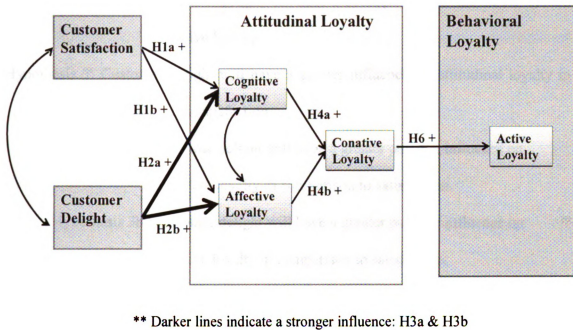 Attitudinal Loyalty
Behavioral
Loyalty
Customer
Satisfaction
H1a +
Cognitive
Loyalty
H1b +
H4a +
Conative
Loyalty
H6 +
Active
Loyalty
H2a +
H4b +
Customer
Delight
Affective
Loyalty
H2b +
** Darker lines indicate a stronger influence: H3a & H3b